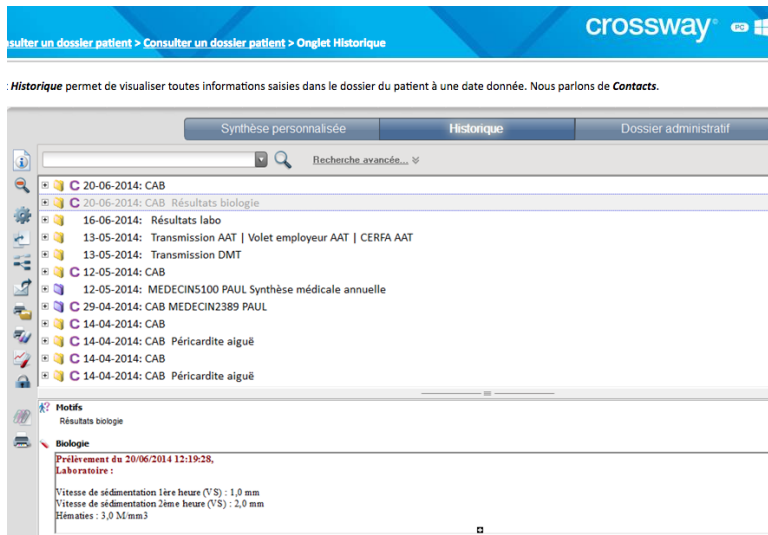 crossway
PC
nsulter un dossier patient > Consulter un dossier patient > Onglet Historique
: Historique permet de visualiser toutes informations saisies dans le dossier du patient à une date donnée. Nous parlons de Contacts.
Synthèse personnalisée Historique Dossier administratif
Recherche avancée...
C 20-06-2014: CAB
C 20-06-2014: CAB Résultats biologie
16-06-2014: Résultats labo
13-05-2014: Transmission AAT | Volet employeur AAT | CERFA AAT
13-05-2014: Transmission DMT
C 12-05-2014: CAB
12-05-2014: MEDECIN5100 PAUL Synthèse médicale annuelle
C 29-04-2014: CAB MEDECIN2389 PAUL
C 14-04-2014: CAB
C 14-04-2014: CAB Péricardite aiguë
C 14-04-2014: CAB
C 14-04-2014: CAB Péricardite aiguë
Motifs
Résultats biologie
Biologie
Prélèvement du 20/06/2014 12:19:28,
Laboratoire :
Vitesse de sédimentation 1ère heure (VS) : 1,0 mm
Vitesse de sédimentation 2ème heure (VS) : 2,0 mm
Hématies : 3,0 M/mm3